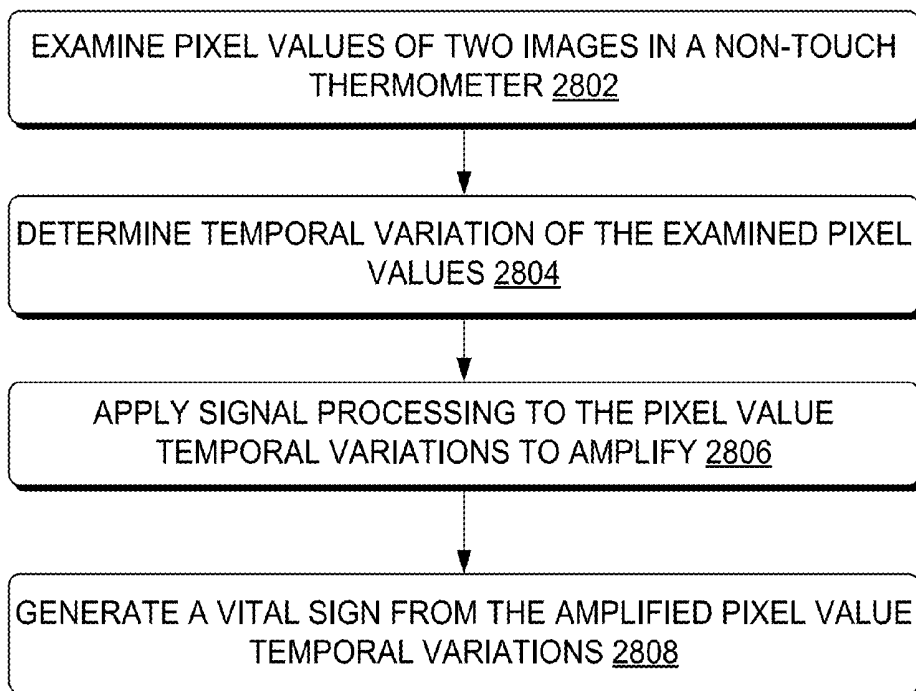 EXAMINE PIXEL VALUES OF TWO IMAGES IN A NON-TOUCH
THERMOMETER 2802
DETERMINE TEMPORAL VARIATION OF THE EXAMINED PIXEL
VALUES 2804
APPLY SIGNAL PROCESSING TO THE PIXEL VALUE
TEMPORAL VARIATIONS TO AMPLIFY 2806
GENERATE A VITAL SIGN FROM THE AMPLIFIED PIXEL VALUE
TEMPORAL VARIATIONS 2808